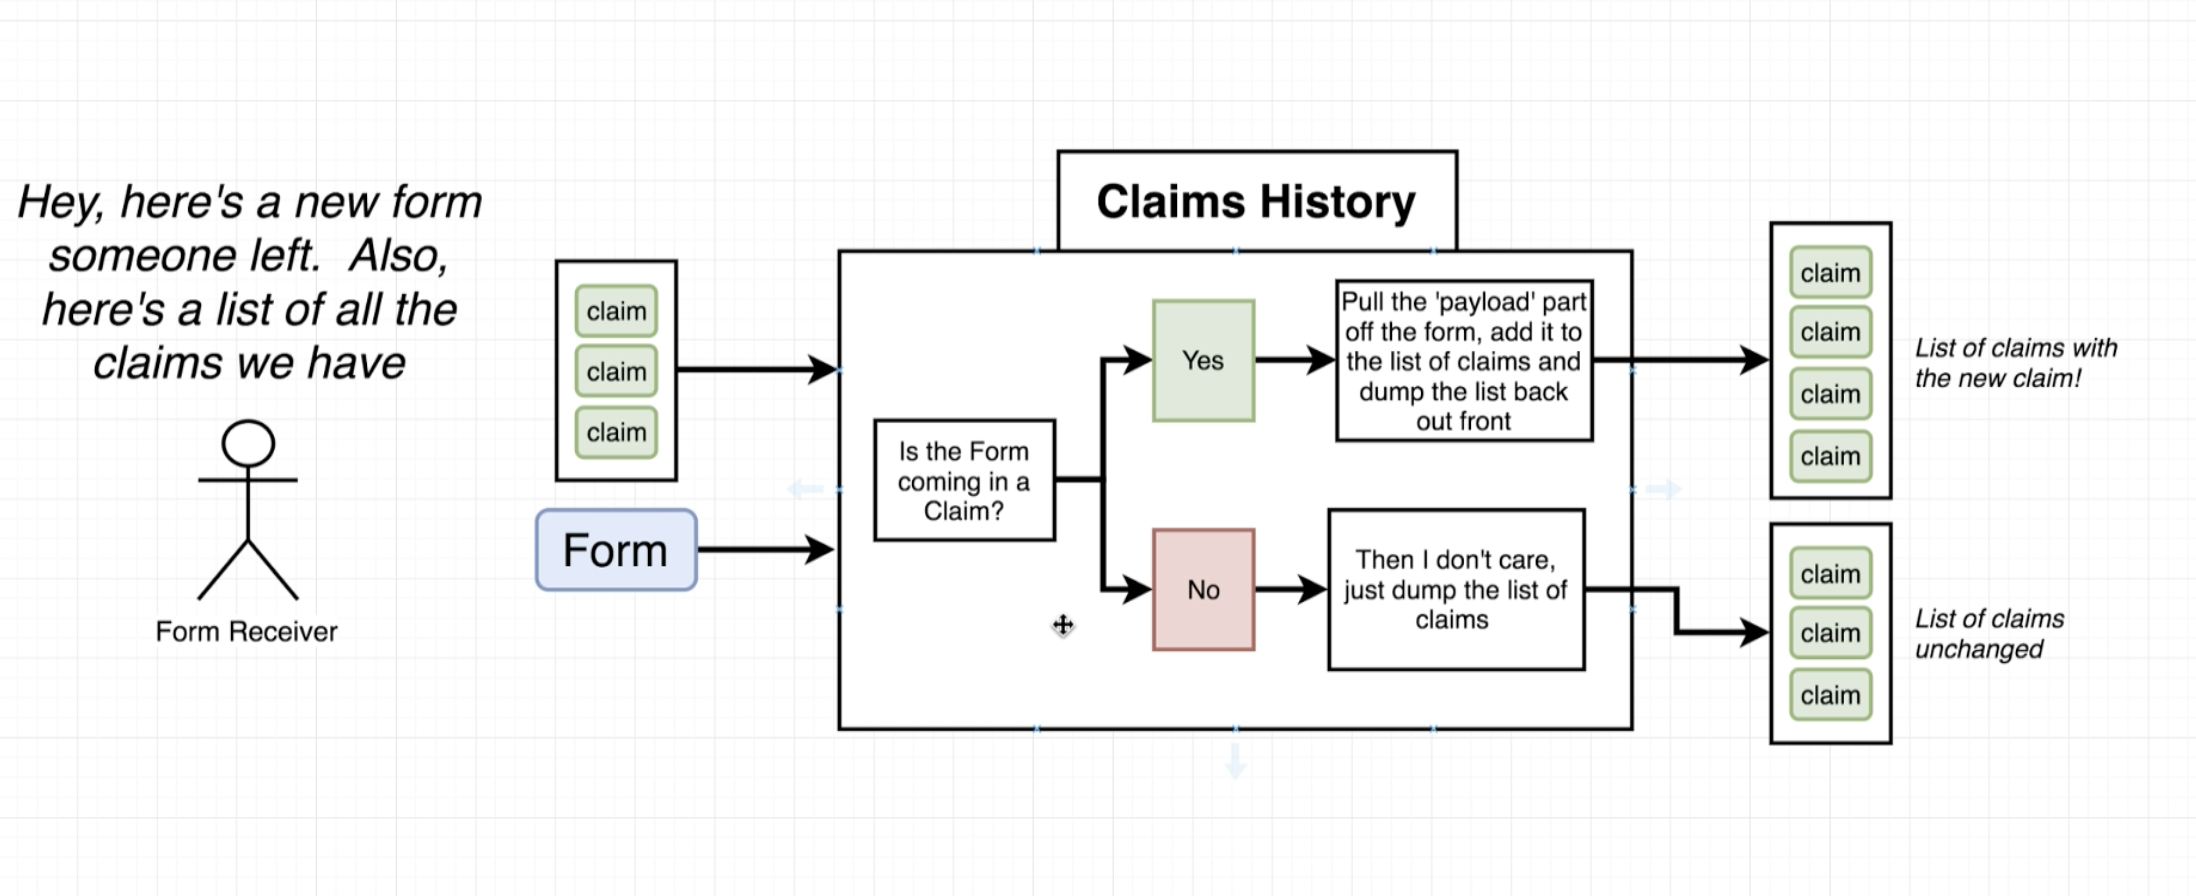 Hey, here's a new form
someone left.  Also,
here's a list of all the
claims we have
Form Receiver
claim
claim
claim
Form
Claims History
Is the Form
coming in a
Claim?
Yes
Pull the 'payload' part
off the form, add it to
the list of claims and
dump the list back
out front
No
Then I don't care,
just dump the list of
claims
claim
claim
claim
claim
List of claims with
the new claim!
claim
claim
claim
List of claims
unchanged